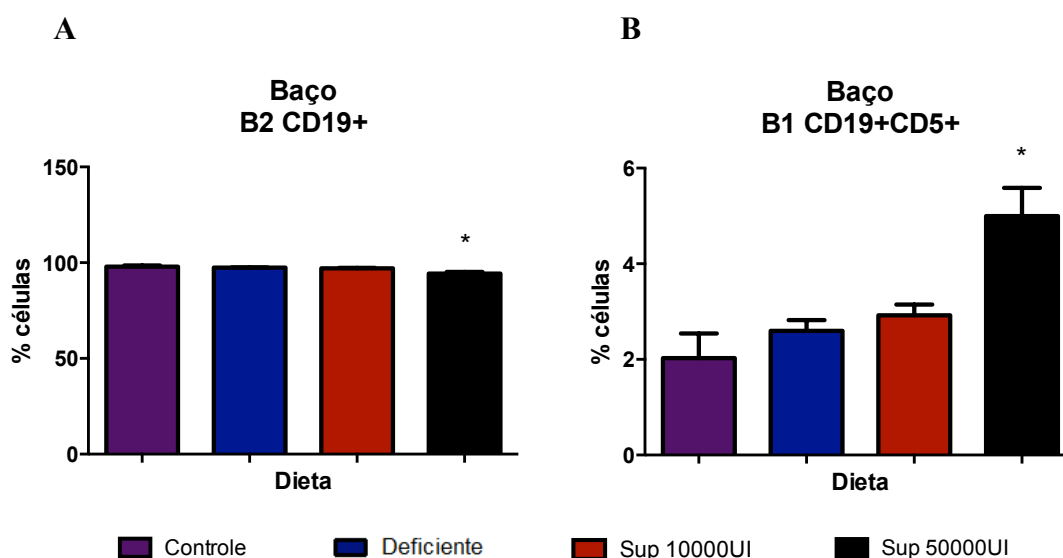 A
Baço
B2 CD19+
150
100
50
0
% células
*
Dieta
B
Baço
B1 CD19+CD5+
6
4
2
0
% células
*
Dieta
Controle
Deficiente
Sup 10000UI
Sup 50000UI